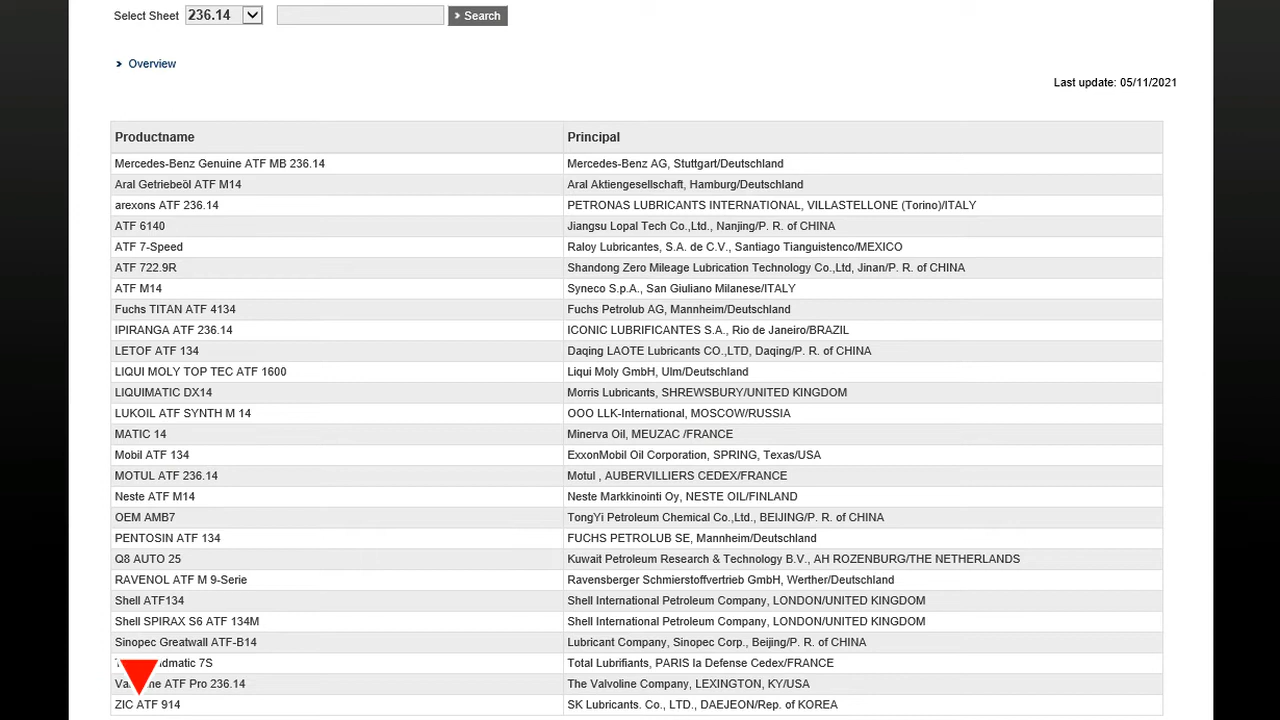 Select Sheet 236.14 Search
Overview
Last update: 05/11/2021
Productname Principal
Mercedes-Benz Genuine ATF MB 236.14 Mercedes-Benz AG, Stuttgart/Deutschland
Aral Getriebeöl ATF M14 Aral Aktiengesellschaft, Hamburg/Deutschland
arexons ATF 236.14 PETRONAS LUBRICANTS INTERNATIONAL, VILLASTELLONE (Torino)/ITALY
ATF 6140 Jiangsu Lopal Tech Co.,Ltd., Nanjing/P. R. of CHINA
ATF 7-Speed Raloy Lubricantes, S.A. de C.V., Santiago Tianguistenco/MEXICO
ATF 722.9R Shandong Zero Mileage Lubrication Technology Co.,Ltd, Jinan/P. R. of CHINA
ATF M14 Syneco S.p.A., San Giuliano Milanese/ITALY
Fuchs TITAN ATF 4134 Fuchs Petrolub AG, Mannheim/Deutschland
IPIRANGA ATF 236.14 ICONIC LUBRIFICANTES S.A., Rio de Janeiro/BRAZIL
LETOF ATF 134 Daqing LAOTE Lubricants CO.,LTD, Daqing/P. R. of CHINA
LIQUI MOLY TOP TEC ATF 1600 Liqui Moly GmbH, Ulm/Deutschland
LIQUIMATIC DX14 Morris Lubricants, SHREWSBURY/UNITED KINGDOM
LUKOIL ATF SYNTH M 14 OOO LLK-International, MOSCOW/RUSSIA
MATIC 14 Minerva Oil, MEUZAC /FRANCE
Mobil ATF 134 ExxonMobil Oil Corporation, SPRING, Texas/USA
MOTUL ATF 236.14 Motul , AUBERVILLIERS CEDEX/FRANCE
Neste ATF M14 Neste Markkinointi Oy, NESTE OIL/FINLAND
OEM AMB7 TongYi Petroleum Chemical Co.,Ltd., BEIJING/P. R. of CHINA
PENTOSIN ATF 134 FUCHS PETROLUB SE, Mannheim/Deutschland
Q8 AUTO 25 Kuwait Petroleum Research & Technology B.V., AH ROZENBURG/THE NETHERLANDS
RAVENOL ATF M 9-Serie Ravensberger Schmierstoffvertrieb GmbH, Werther/Deutschland
Shell ATF134 Shell International Petroleum Company, LONDON/UNITED KINGDOM
Shell SPIRAX S6 ATF 134M Shell International Petroleum Company, LONDON/UNITED KINGDOM
Sinopec Greatwall ATF-B14 Lubricant Company, Sinopec Corp., Beijing/P. R. of CHINA
7S Total Lubrifiants, PARIS la Defense Cedex/FRANCE
ATF Pro 236.14 The Valvoline Company, LEXINGTON, KY/USA
ZIC ATF 914 SK Lubricants. Co., LTD., DAEJEON/Rep. of KOREA